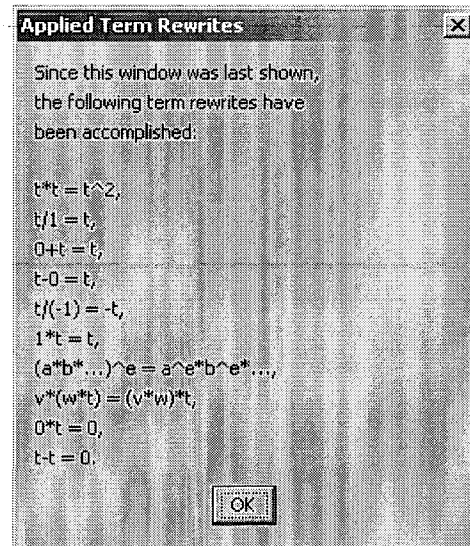 Applied Term Rewrites
Since this window was last shown,
the following term rewrites have
been accomplished:
t*t = t^2,
t/1 = t,
0+t = t,
t-0 = t,
t/(-1) = -t,
1*t = t,
(a*b*...)^e = a^e*b^e*...,
v*(w*t) = (v*w)*t,
0*t = 0,
t-t = 0.
OK